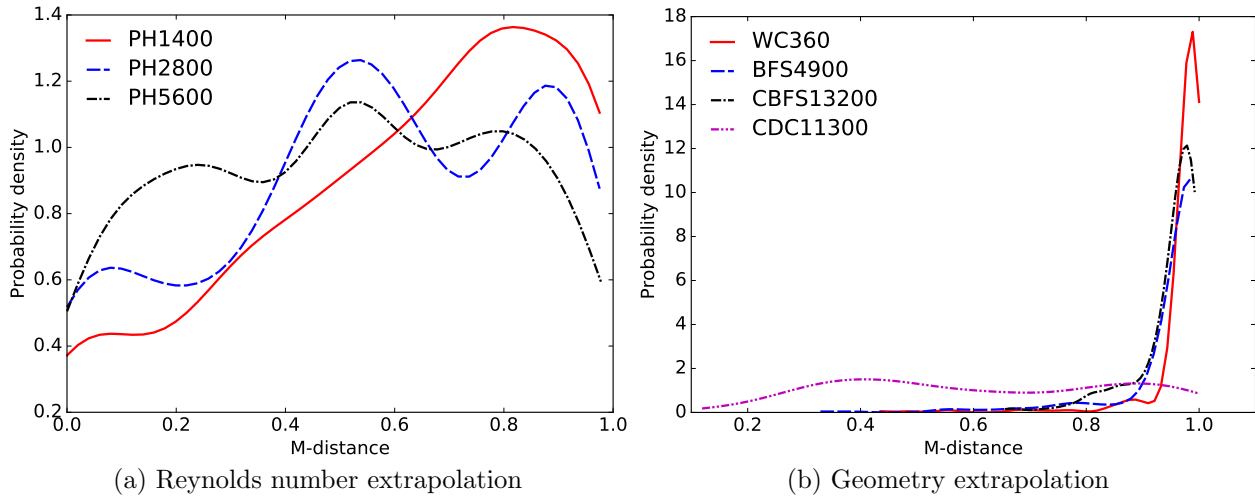 1.4
1.2
1.0
0.8
0.6
0.4
0.2
Probability density
PH1400
PH2800
PH5600
0.0
0.2
0.4
0.6
0.8
1.0
M-distance
(a) Reynolds number extrapolation
18
16
14
12
10
8
6
4
2
0
Probability density
WC360
BFS4900
CBFS13200
CDC11300
0.2
0.4
0.6
0.8
1.0
M-distance
(b) Geometry extrapolation